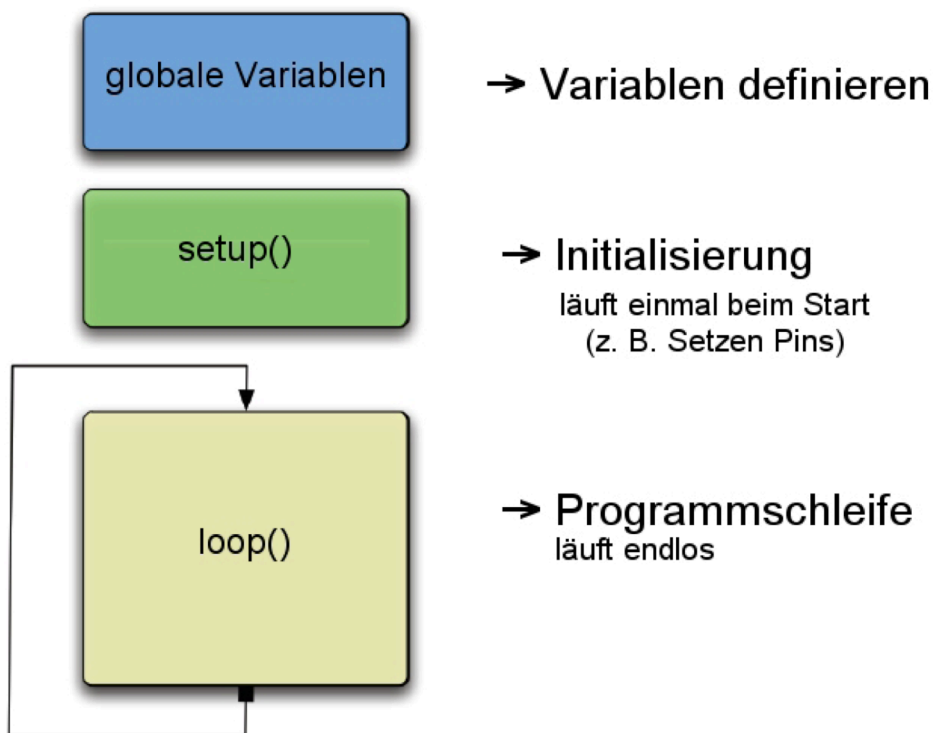 globale Variablen
→ Variablen definieren
setup()
→ Initialisierung
läuft einmal beim Start
(z. B. Setzen Pins)
loop()
→ Programmschleife
läuft endlos